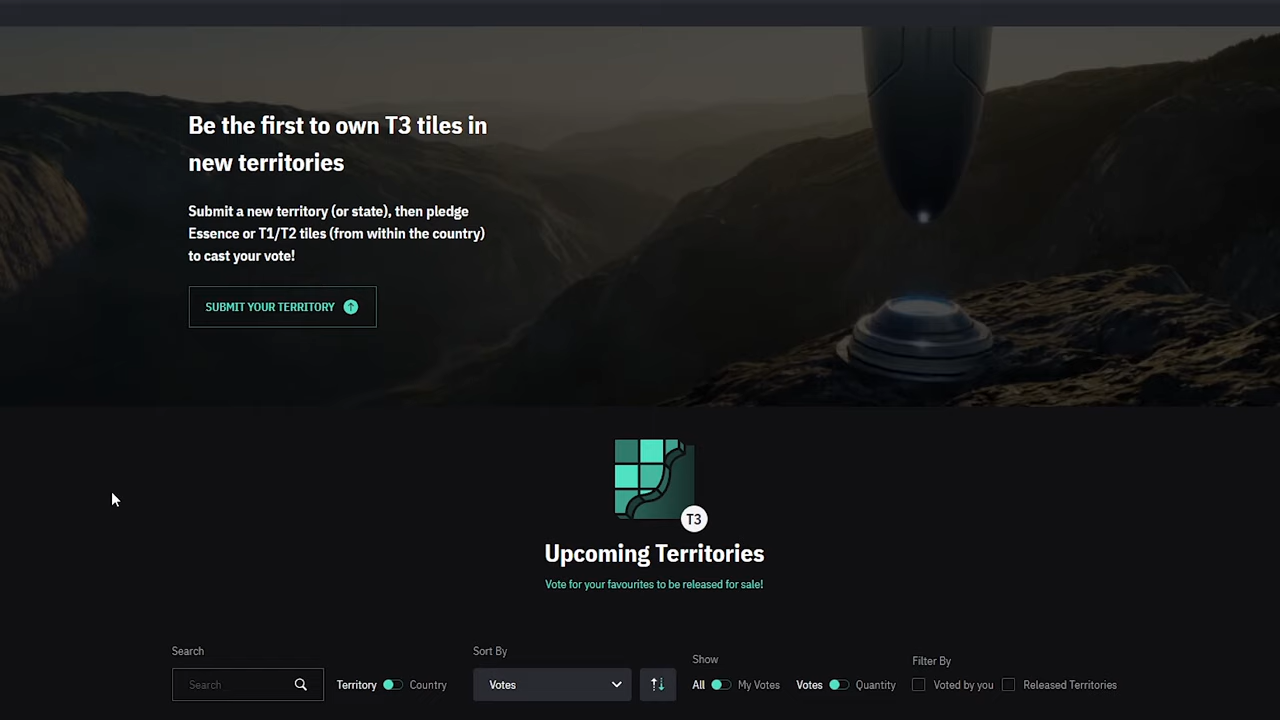 Be the first to own T3 tiles in
new territories
Submit a new territory (or state), then pledge
Essence or T1/T2 tiles (from within the country)
to cast your vote!
SUBMIT YOUR TERRITORY
T3
Upcoming Territories
Vote for your favourites to be released for sale!
Search
Sort By
Show
Filter By
Search...
Territory
Country
Votes
All
My Votes
Votes
Quantity
Voted by you
Released Territories